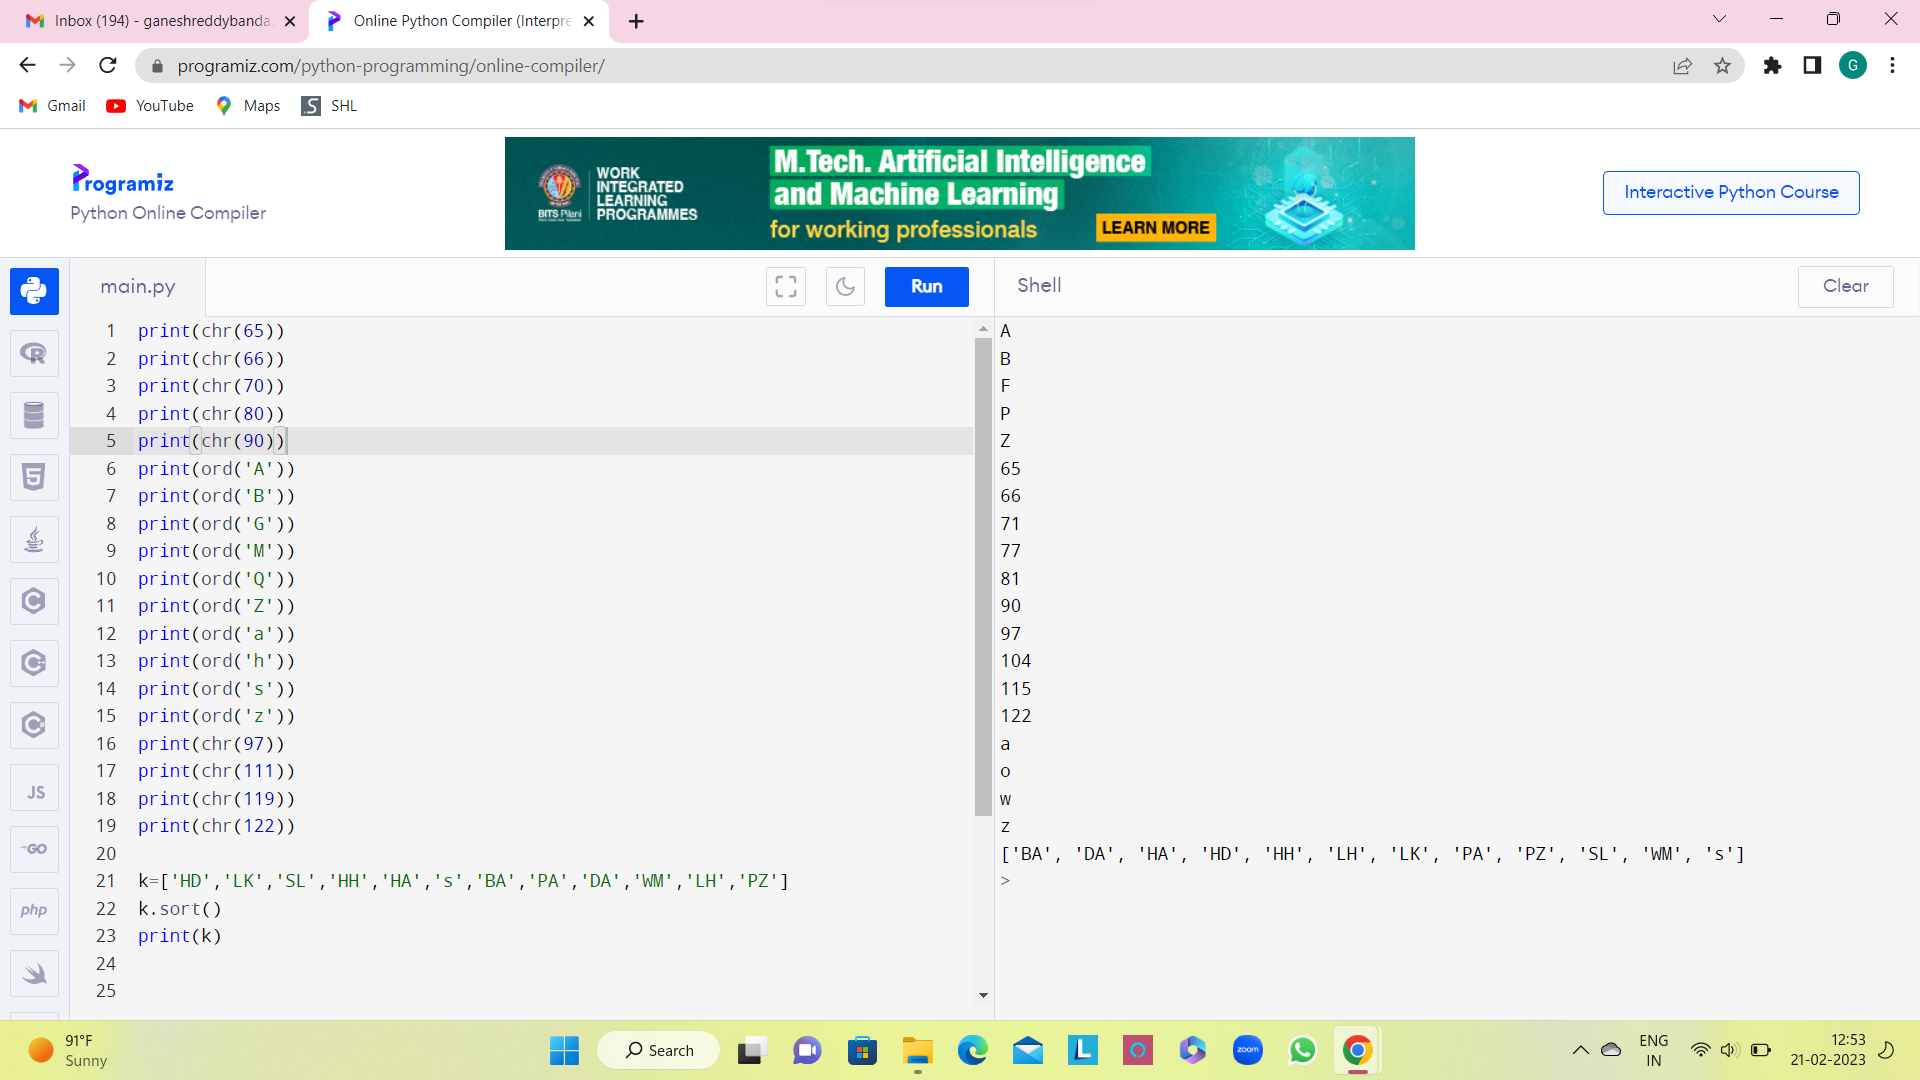 Inbox (194) - ganeshreddybanda
Online Python Compiler (Interpre
programiz.com/python-programming/online-compiler/
G
Gmail
YouTube
Maps
SHL
Programiz
Python Online Compiler
BITS Pilani
WORK
INTEGRATED
LEARNING
PROGRAMMES
M.Tech. Artificial Intelligence
and Machine Learning
for working professionals
LEARN MORE
Interactive Python Course
main.py
Run
Shell
Clear
1 print(chr(65))
2 print(chr(66))
3 print(chr(70))
4 print(chr(80))
5 print(chr(90))
6 print(ord('A'))
7 print(ord('B'))
8 print(ord('G'))
9 print(ord('M'))
10 print(ord('Q'))
11 print(ord('Z'))
12 print(ord('a'))
13 print(ord('h'))
14 print(ord('s'))
15 print(ord('z'))
16 print(chr(97))
17 print(chr(111))
18 print(chr(119))
19 print(chr(122))
20
21 k=['HD','LK','SL','HH','HA','s','BA','PA','DA','WM','LH','PZ']
22 k.sort()
23 print(k)
24
25
A
B
F
P
Z
65
66
71
77
81
90
97
104
115
122
a
o
w
z
['BA', 'DA', 'HA', 'HD', 'HH', 'LH', 'LK', 'PA', 'PZ', 'SL', 'WM', 's']
>
R
5
C
C
C
JS
GO
php
91°F
Sunny
Search
L
zoom
ENG
IN
12:53
21-02-2023